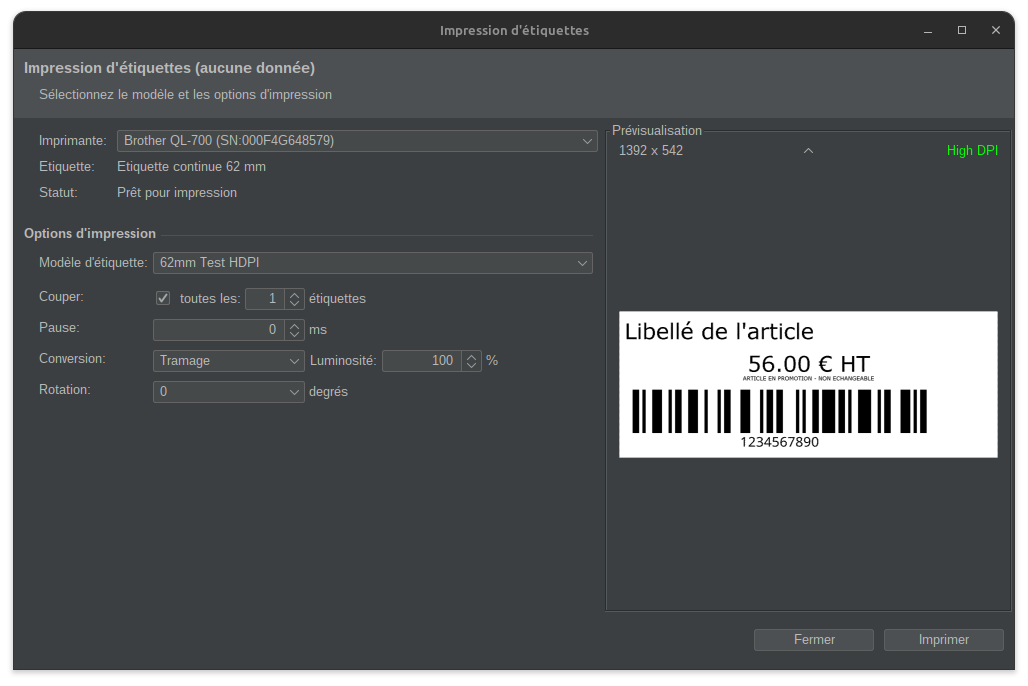 Impression d'étiquettes
Impression d'étiquettes (aucune donnée)
Sélectionnez le modèle et les options d'impression
Imprimante: Brother QL-700 (SN:000F4G648579)
Etiquette: Etiquette continue 62 mm
Statut: Prêt pour impression
Options d'impression
Modèle d'étiquette: 62mm Test HDPI
Couper: toutes les: 1 étiquettes
Pause: 0 ms
Conversion: Tramage Luminosité: 100 %
Rotation: 0 degrés
Prévisualisation
1392 x 542 High DPI
Libellé de l'article
56.00 € HT
ARTICLE EN PROMOTION - NON ECHANGEABLE
1234567890
Fermer Imprimer